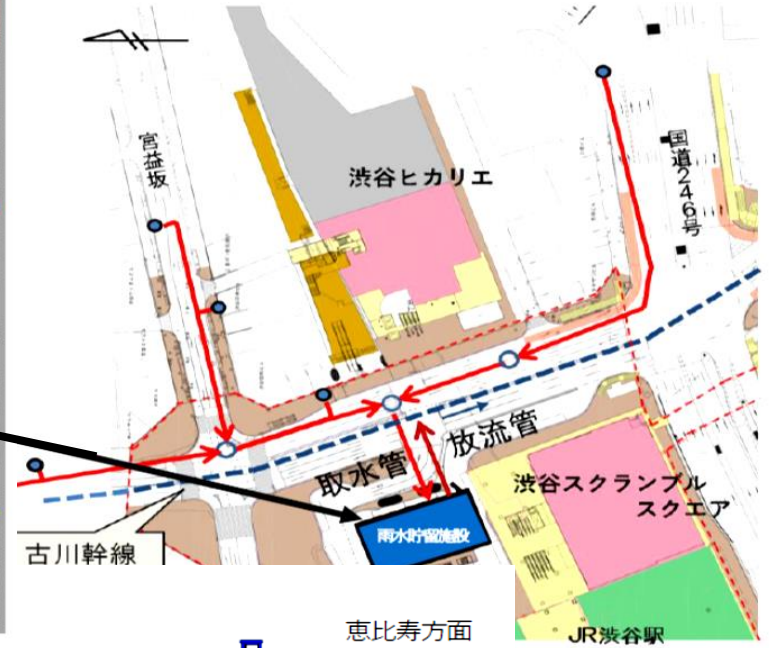 宮益坂
渋谷ヒカリエ
国道246号
放流管
取水管
渋谷スクランブル
スクエア
雨水貯留施設
古川幹線
恵比寿方面
JR渋谷駅